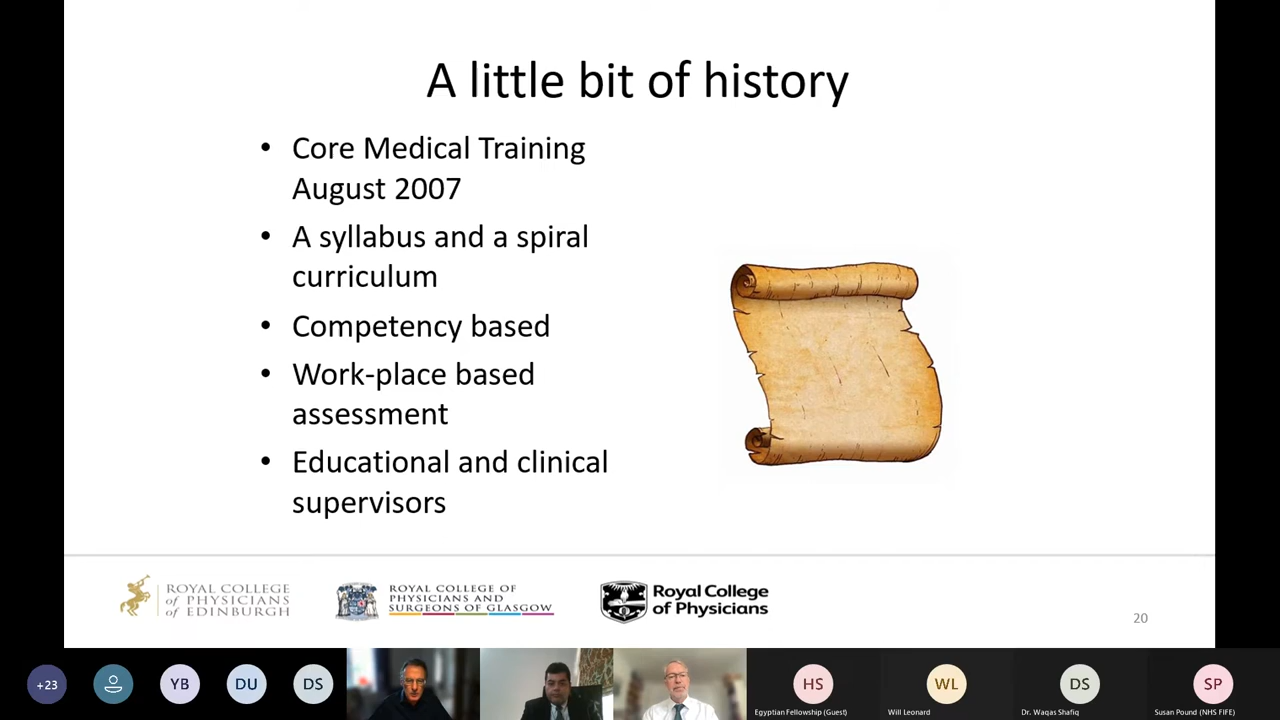 A little bit of history
• Core Medical Training
August 2007
• A syllabus and a spiral
curriculum
• Competency based
• Work-place based
assessment
• Educational and clinical
supervisors
ROYAL COLLEGE
of PHYSICIANS
of EDINBURGH
ROYAL COLLEGE OF
PHYSICIANS AND
SURGEONS OF GLASGOW
Royal College
of Physicians
20
+23
YB
DU
DS
HS
WL
DS
SP
Egyptian Fellowship (Guest)
Will Leonard
Dr. Waqas Shafiq
Susan Pound (NHS FIFE)